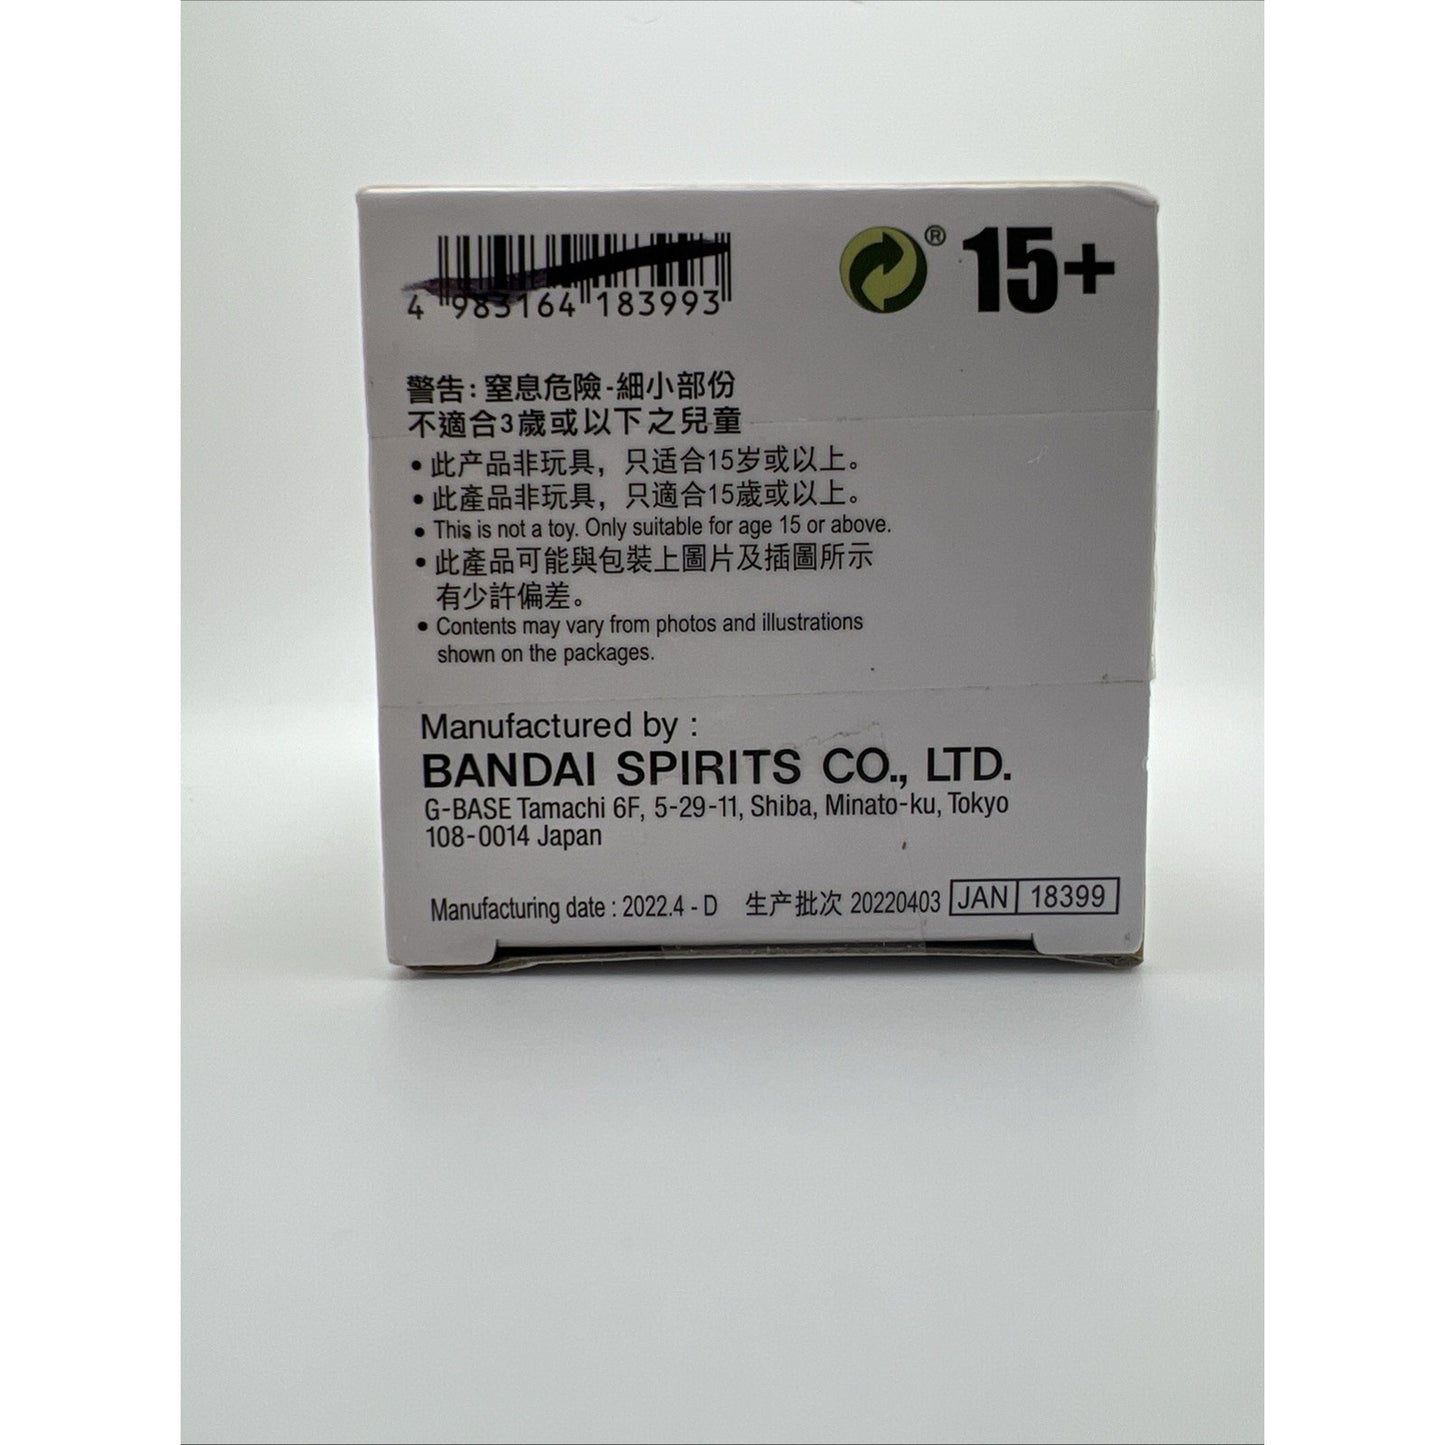 4 983164 183993
® 15+
警告: 窒息危險-細小部份
不適合3歲或以下之兒童
• 此产品非玩具，只适合15岁或以上。
• 此產品非玩具，只適合15歲或以上。
• This is not a toy. Only suitable for age 15 or above.
• 此產品可能與包裝上圖片及插圖所示
有少許偏差。
• Contents may vary from photos and illustrations
shown on the packages.
Manufactured by :
BANDAI SPIRITS CO., LTD.
G-BASE Tamachi 6F, 5-29-11, Shiba, Minato-ku, Tokyo
108-0014 Japan
Manufacturing date : 2022.4 - D 生产批次 20220403 JAN 18399